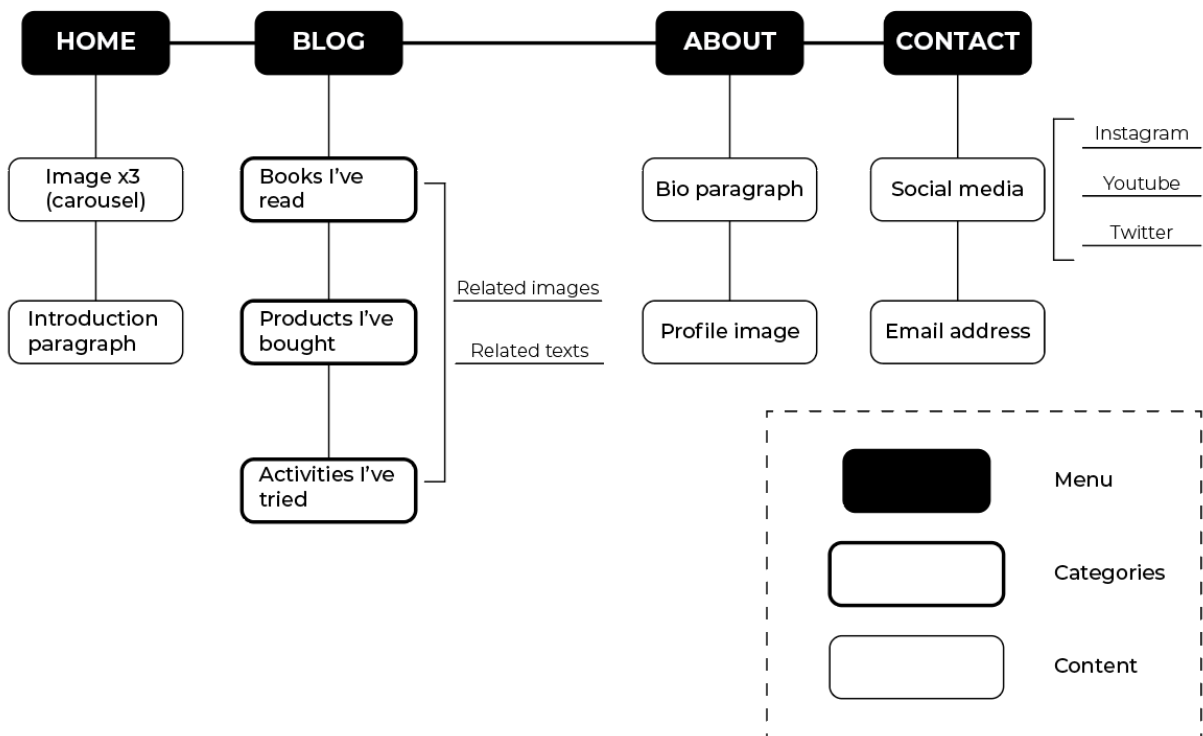 HOME
BLOG
ABOUT
CONTACT
Image x3
(carousel)
Introduction
paragraph
Books I’ve
read
Products I’ve
bought
Activities I’ve
tried
Related images
Related texts
Bio paragraph
Profile image
Social media
Email address
Instagram
Youtube
Twitter
Menu
Categories
Content